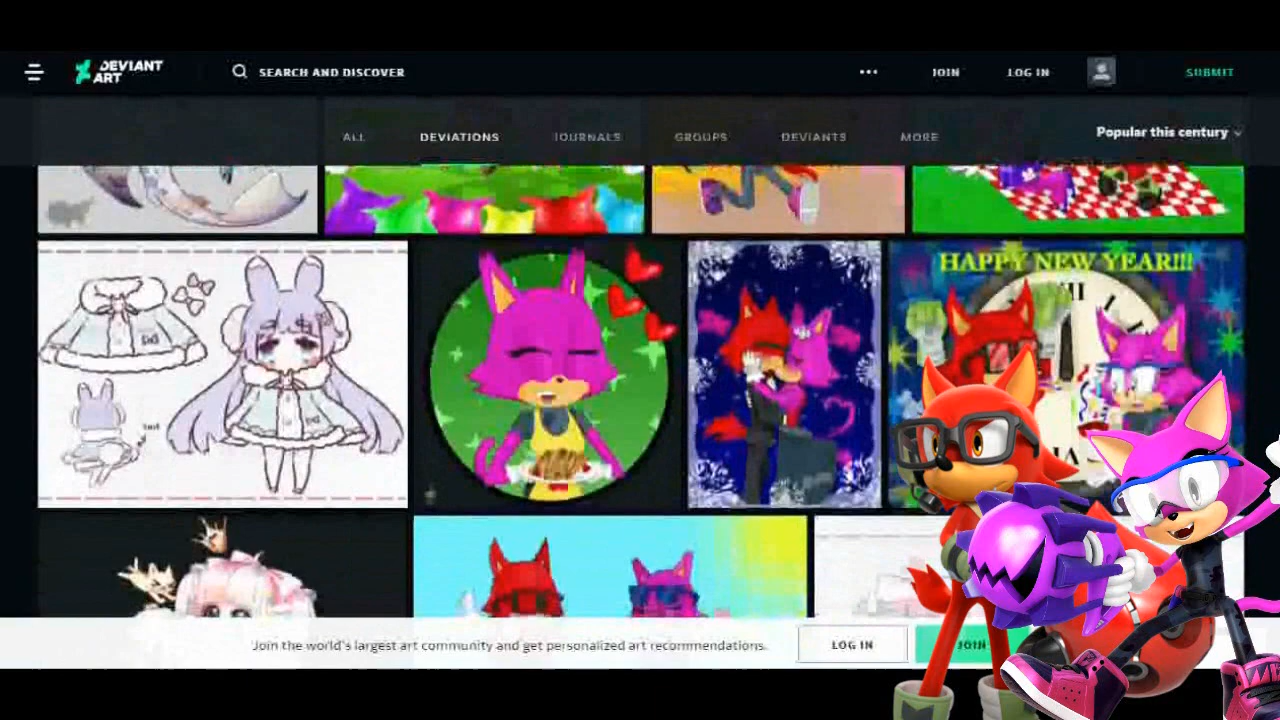 DEVIANT
ART
SEARCH AND DISCOVER
JOIN
LOG IN
SUBMIT
ALL
DEVIATIONS
JOURNALS
GROUPS
DEVIANTS
MORE
Popular this century
HAPPY NEW YEAR!!!
Join the world's largest art community and get personalized art recommendations.
LOG IN
JOIN